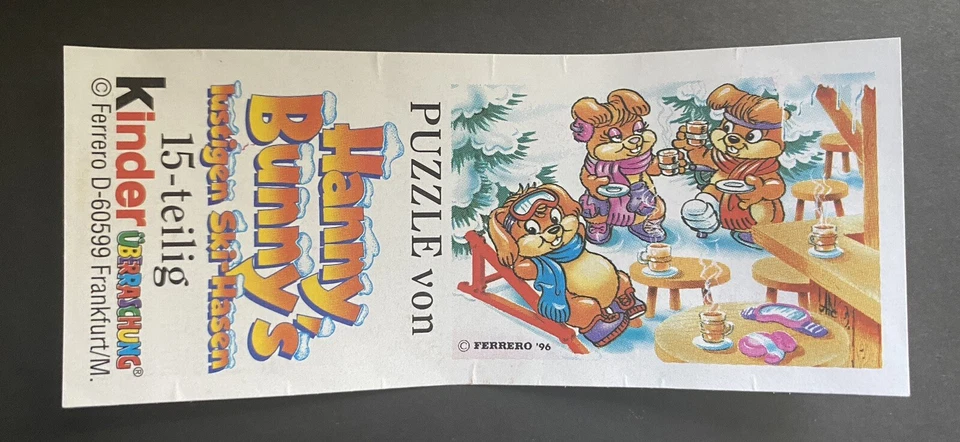 PUZZLE von
Hanny
Bunny's
lustigen Ski-Hasen
15-teilig
kinder ÜBERRASCHUNG®
© Ferrero D-60599 Frankfurt/M.
© FERRERO '96